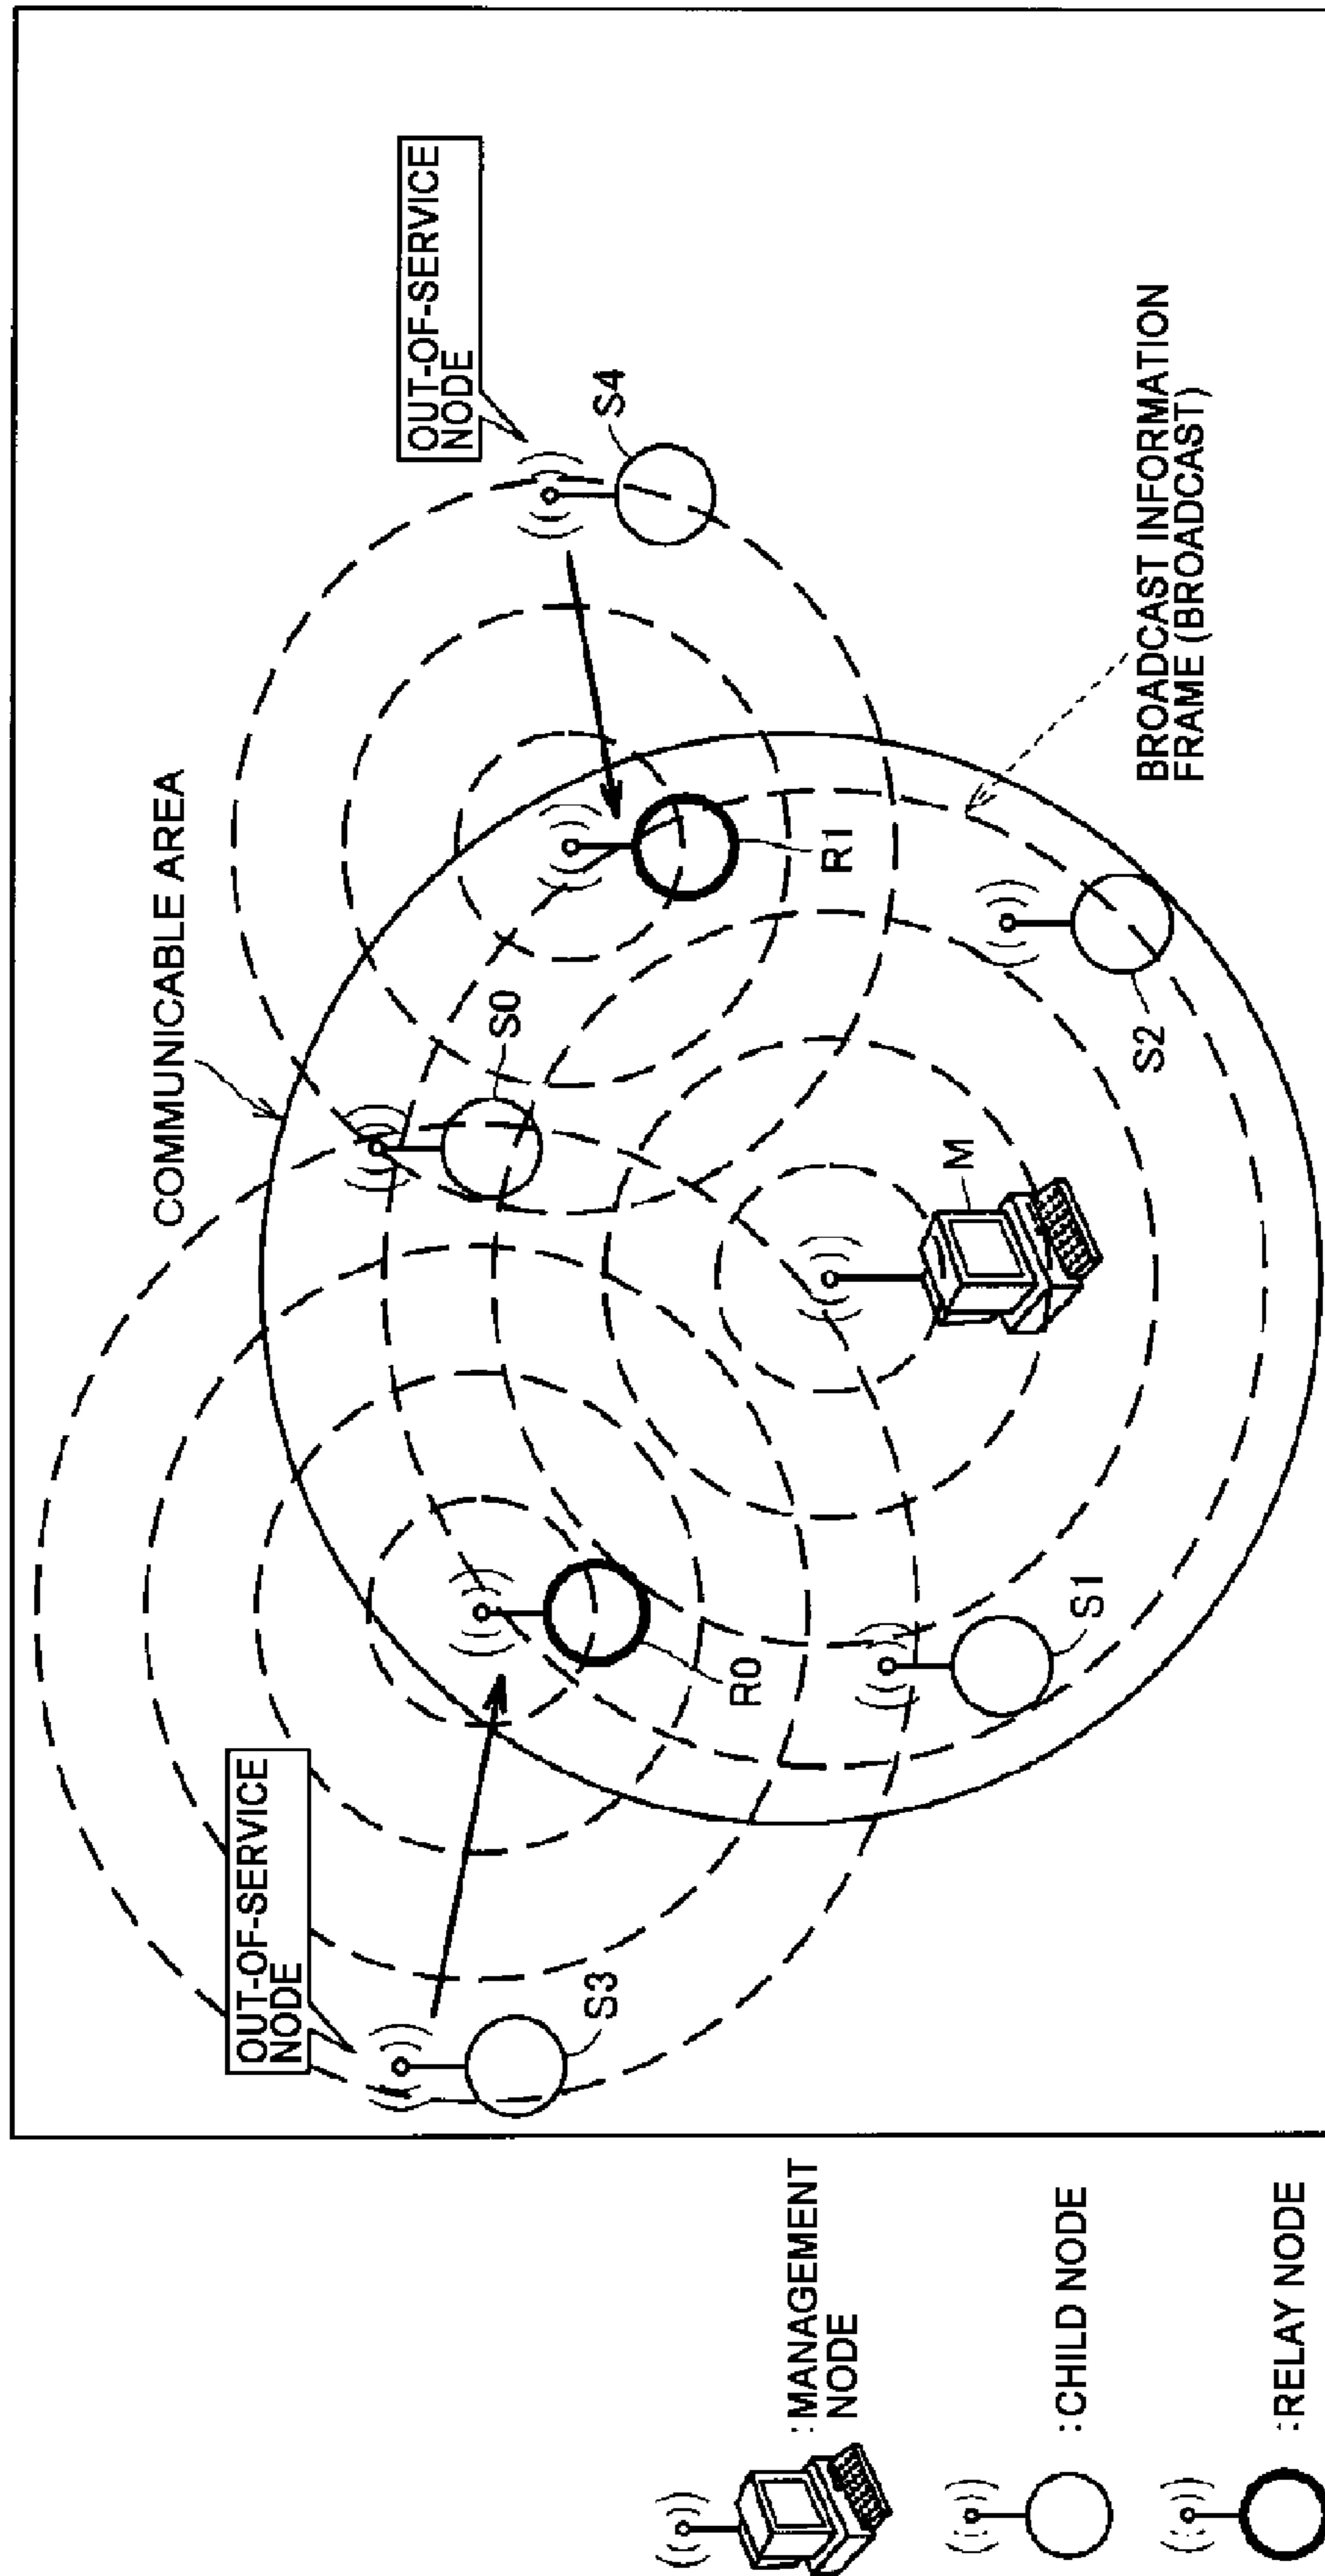 :MANAGEMENT
NODE
:CHILD NODE
:RELAY NODE
OUT-OF-SERVICE
NODE
S3
R0
S1
COMMUNICABLE AREA
S0
M
OUT-OF-SERVICE
NODE
S4
R1
S2
BROADCAST INFORMATION
FRAME (BROADCAST)